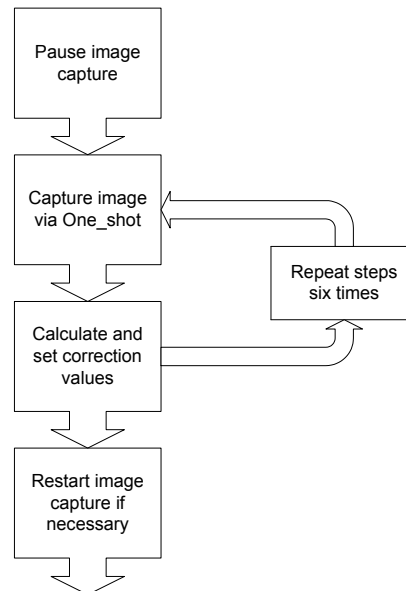 Pause image
capture
Capture image
via One_shot
Repeat steps
six times
Calculate and
set correction
values
Restart image
capture if
necessary